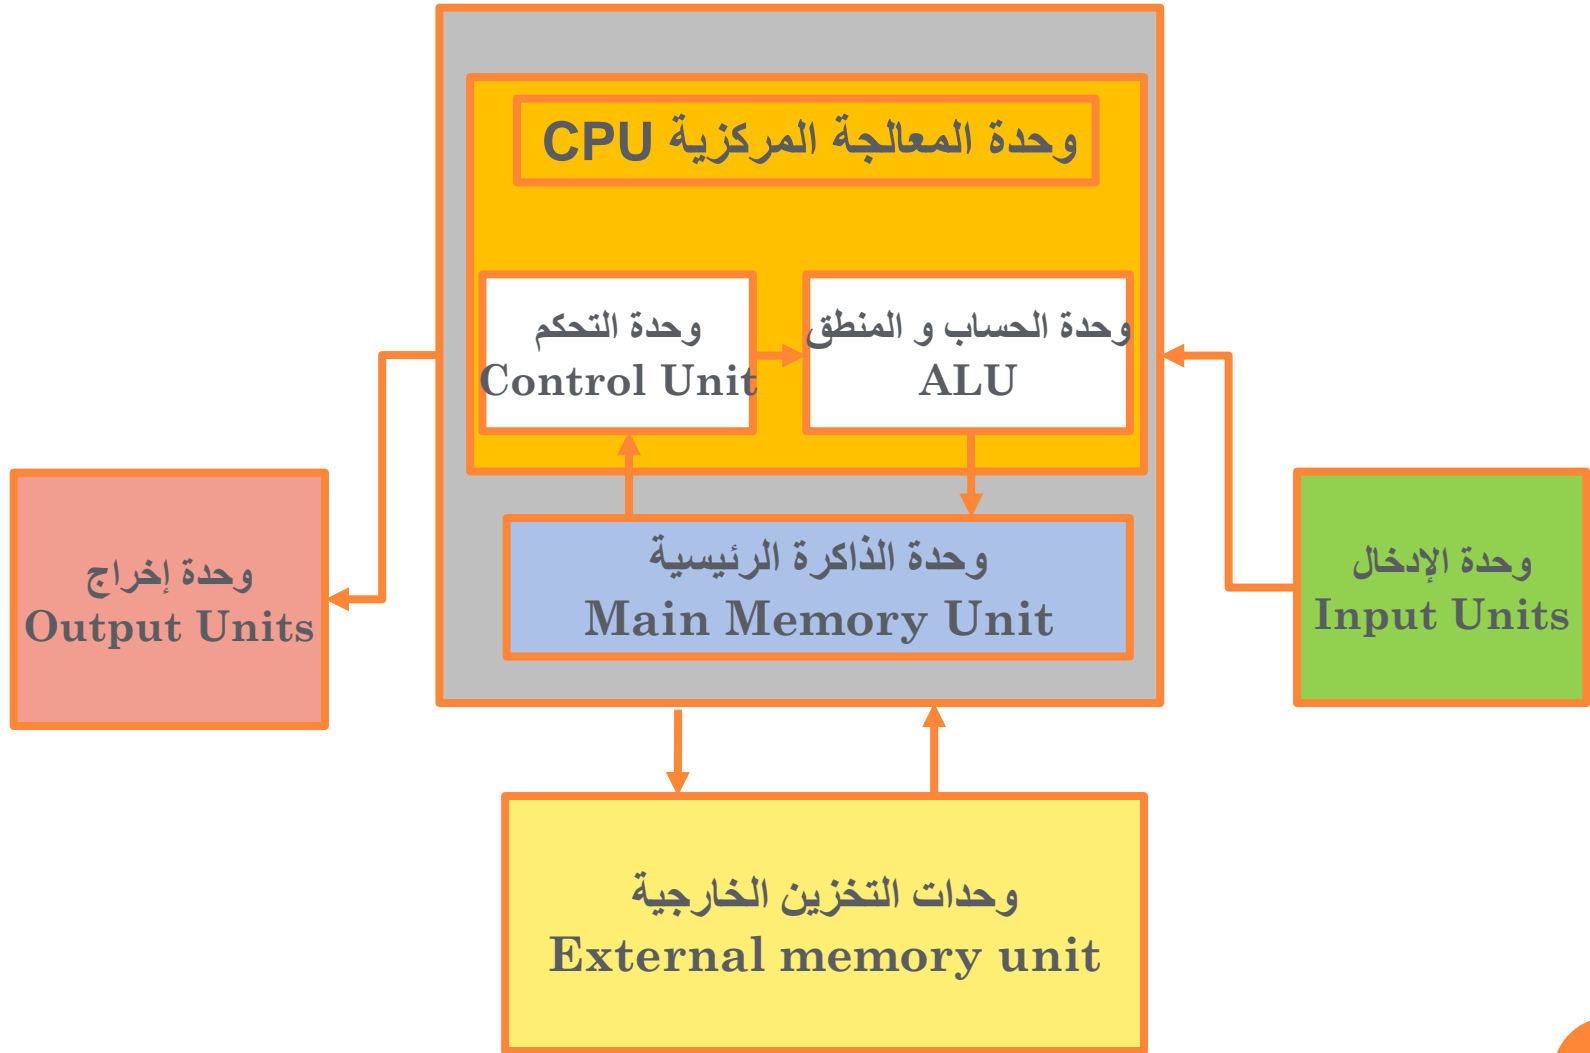 وحدة المعالجة المركزية CPU
وحدة التحكم
Control Unit
وحدة الحساب و المنطق
ALU
وحدة الذاكرة الرئيسية
Main Memory Unit
وحدة إخراج
Output Units
وحدة الإدخال
Input Units
وحدات التخزين الخارجية
External memory unit